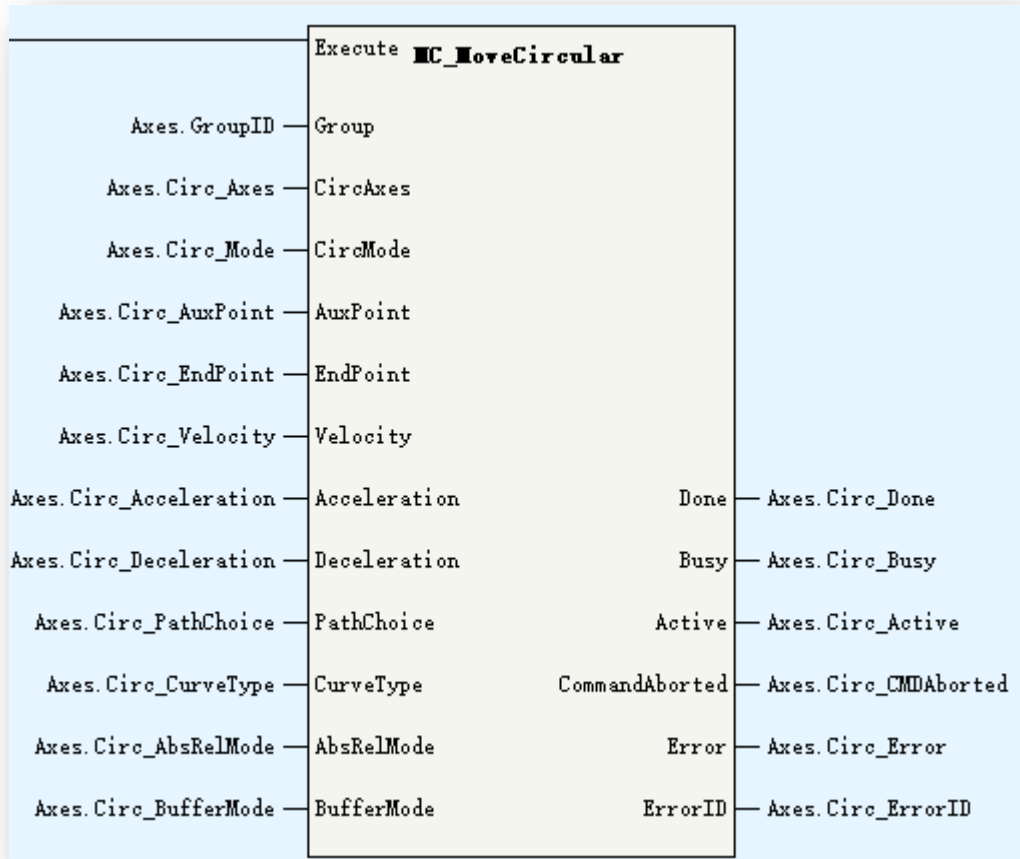 Execute MC_MoveCircular
Axes.GroupID Group
Axes.Circ_Axes CircAxes
Axes.Circ_Mode CircMode
Axes.Circ_AuxPoint AuxPoint
Axes.Circ_EndPoint EndPoint
Axes.Circ_Velocity Velocity
Axes.Circ_Acceleration Acceleration Done Axes.Circ_Done
Axes.Circ_Deceleration Deceleration Busy Axes.Circ_Busy
Axes.Circ_PathChoice PathChoice Active Axes.Circ_Active
Axes.Circ_CurveType CurveType CommandAborted Axes.Circ_CMDAborted
Axes.Circ_AbsRelMode AbsRelMode Error Axes.Circ_Error
Axes.Circ_BufferMode BufferMode ErrorID Axes.Circ_ErrorID